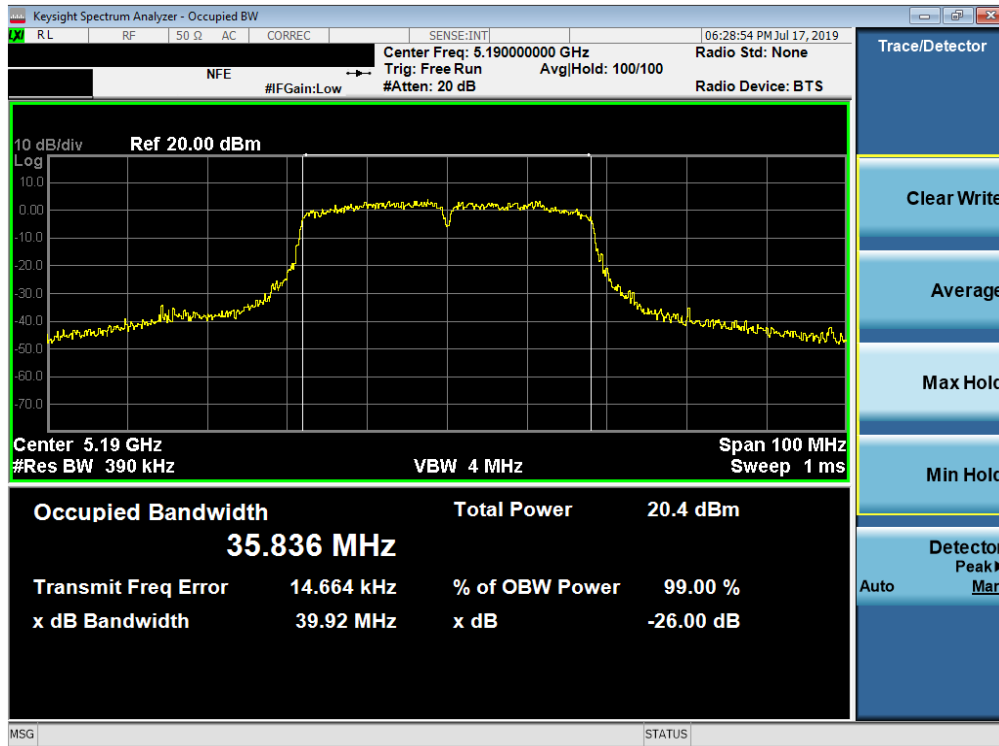 Keysight Spectrum Analyzer - Occupied BW
LXI RL RF 50 Ω AC CORREC SENSE:INT 06:28:54 PM Jul 17, 2019
NFE
#IFGain:Low
Center Freq: 5.190000000 GHz
Trig: Free Run Avg|Hold: 100/100
#Atten: 20 dB
Radio Std: None
Radio Device: BTS
10 dB/div Ref 20.00 dBm
Log
10.0
0.00
-10.0
-20.0
-30.0
-40.0
-50.0
-60.0
-70.0
Center 5.19 GHz Span 100 MHz
#Res BW 390 kHz VBW 4 MHz Sweep 1 ms
Occupied Bandwidth Total Power 20.4 dBm
35.836 MHz
Transmit Freq Error 14.664 kHz % of OBW Power 99.00 %
x dB Bandwidth 39.92 MHz x dB -26.00 dB
Trace/Detector
Clear Write
Average
Max Hold
Min Hold
Detector
Peak
Auto Man
MSG STATUS